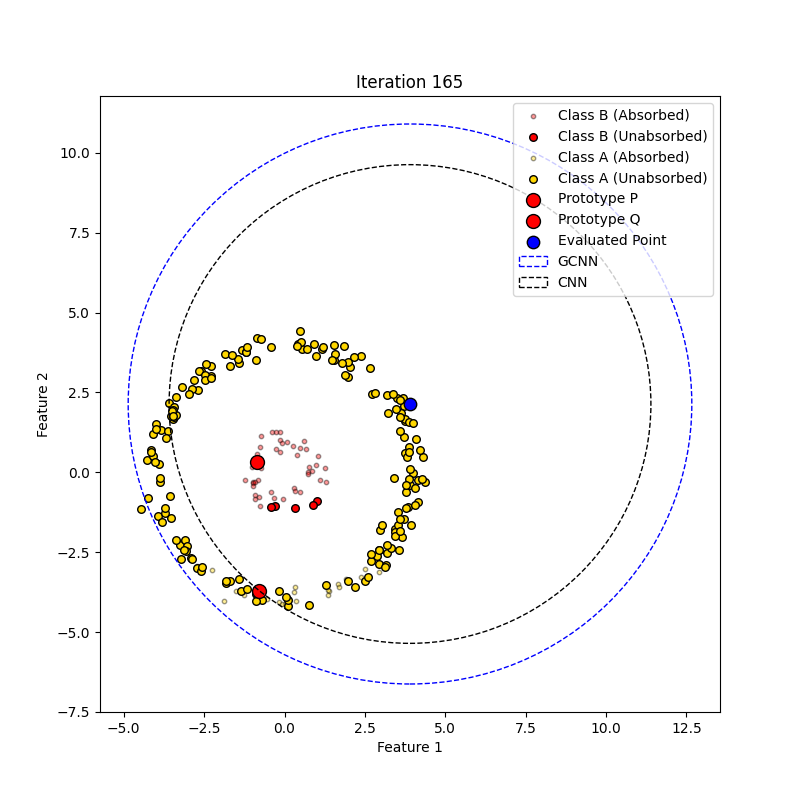 Iteration 165
Class B (Absorbed)
Class B (Unabsorbed)
Class A (Absorbed)
Class A (Unabsorbed)
Prototype P
Prototype Q
Evaluated Point
GCNN
CNN
10.0
7.5
5.0
2.5
0.0
−2.5
−5.0
−7.5
Feature 2
−5.0 −2.5 0.0 2.5 5.0 7.5 10.0 12.5
Feature 1